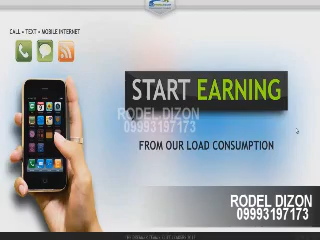 CALL • TEXT • MOBILE INTERNET
START EARNING
RODEL DIZON
09993197173
FROM OUR LOAD CONSUMPTION
RODEL DIZON
09993197173